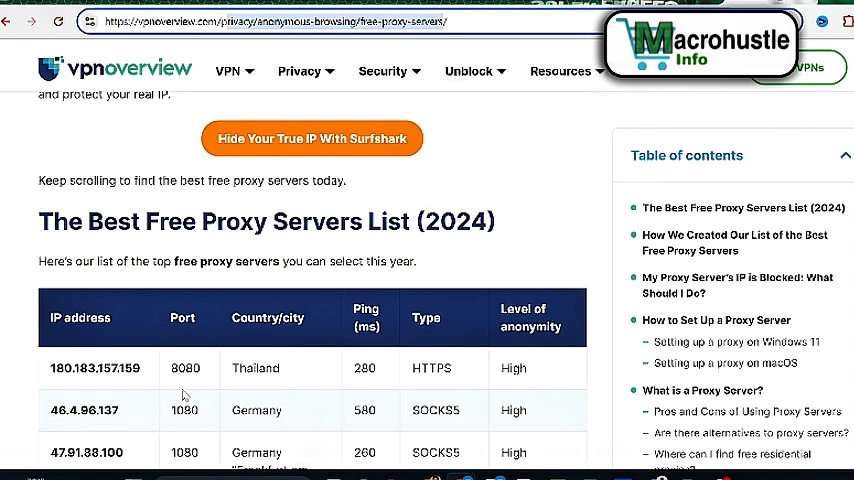 https://vpnoverview.com/privacy/anonymous-browsing/free-proxy-servers/
Macrohustle
Info
vpnoverview
VPN
Privacy
Security
Unblock
Resources
VPNs
and protect your real IP.
Hide Your True IP With Surfshark
Keep scrolling to find the best free proxy servers today.
The Best Free Proxy Servers List (2024)
Here's our list of the top free proxy servers you can select this year.
IP address Port Country/city Ping (ms) Type Level of anonymity
180.183.157.159 8080 Thailand 280 HTTPS High
46.4.96.137 1080 Germany 580 SOCKS5 High
47.91.88.100 1080 Germany 260 SOCKS5 High
Table of contents
The Best Free Proxy Servers List (2024)
How We Created Our List of the Best
Free Proxy Servers
My Proxy Server's IP is Blocked: What
Should I Do?
How to Set Up a Proxy Server
Setting up a proxy on Windows 11
Setting up a proxy on macOS
What is a Proxy Server?
Pros and Cons of Using Proxy Servers
Are there alternatives to proxy servers?
Where can I find free residential